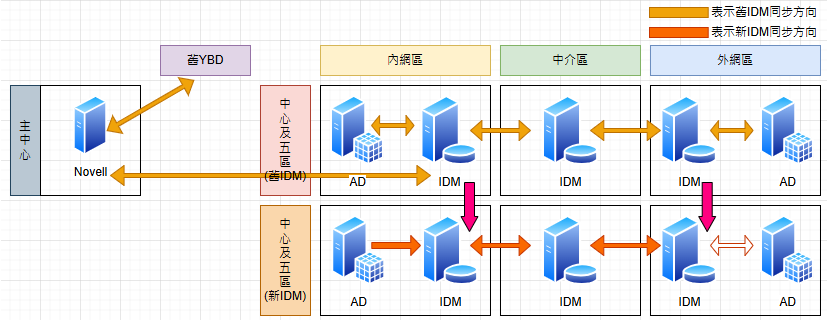 表示舊IDM同步方向
表示新IDM同步方向
舊YBD
內網區
中介區
外網區
主中心
Novell
中心及五區
(舊IDM)
AD
IDM
IDM
IDM
AD
中心及五區
(新IDM)
AD
IDM
IDM
IDM
AD